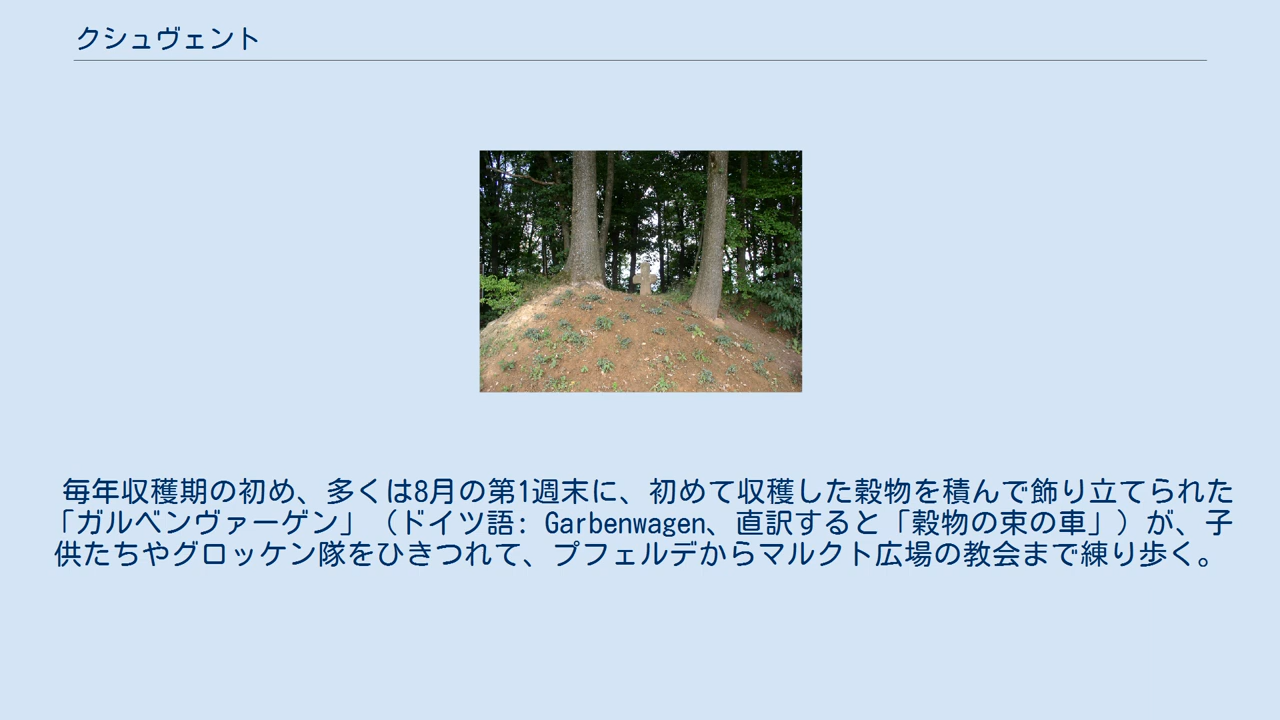 クシュヴェント
毎年収穫期の初め、多くは8月の第1週末に、初めて収穫した穀物を積んで飾り立てられた
「ガルベンヴァーゲン」（ドイツ語: Garbenwagen、直訳すると「穀物の束の車」）が、子
供たちやグロッケン隊をひきつれて、プフェルデからマルクト広場の教会まで練り歩く。